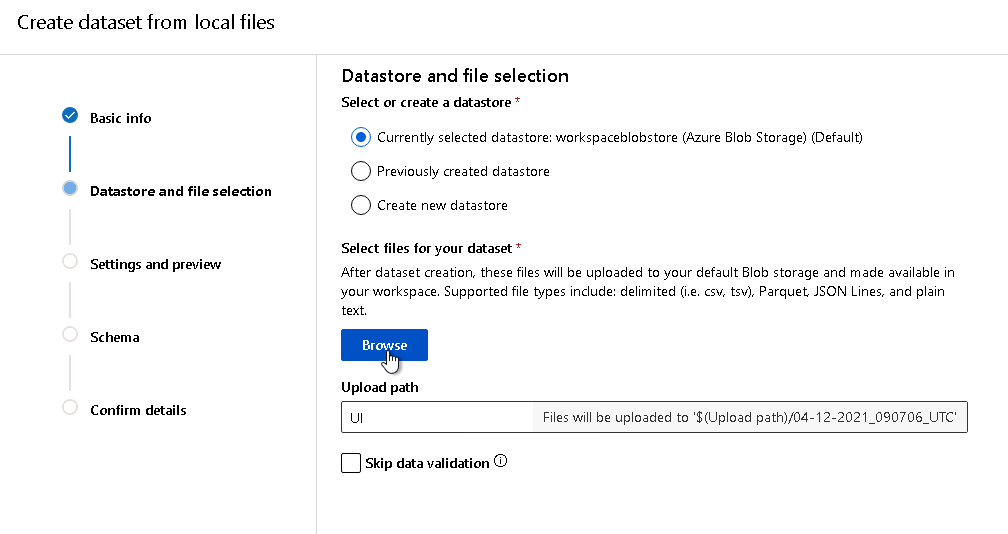 Create dataset from local files
Basic info
Datastore and file selection
Settings and preview
Schema
Confirm details
Datastore and file selection
Select or create a datastore *
Currently selected datastore: workspaceblobstore (Azure Blob Storage) (Default)
Previously created datastore
Create new datastore
Select files for your dataset *
After dataset creation, these files will be uploaded to your default Blob storage and made available in
your workspace. Supported file types include: delimited (i.e. csv, tsv), Parquet, JSON Lines, and plain
text.
Browse
Upload path
UI Files will be uploaded to '$(Upload path)/04-12-2021_090706_UTC'
Skip data validation